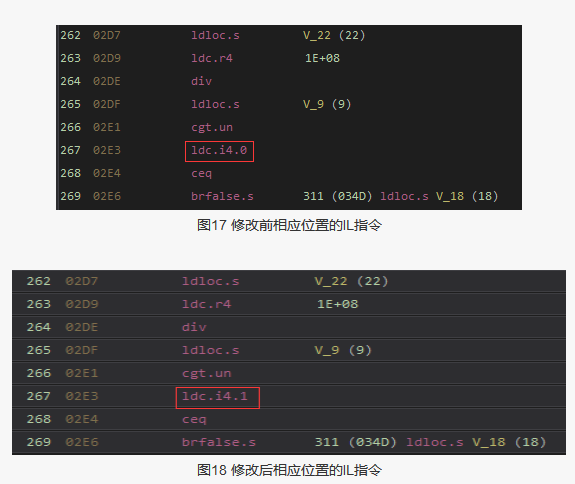 262 02D7 ldloc.s V_22 (22)
263 02D9 ldc.r4 1E+08
264 02DE div
265 02DF ldloc.s V_9 (9)
266 02E1 cgt.un
267 02E3 ldc.i4.0
268 02E4 ceq
269 02E6 brfalse.s 311 (034D) ldloc.s V_18 (18)
图17 修改前相应位置的IL指令
262 02D7 ldloc.s V_22 (22)
263 02D9 ldc.r4 1E+08
264 02DE div
265 02DF ldloc.s V_9 (9)
266 02E1 cgt.un
267 02E3 ldc.i4.1
268 02E4 ceq
269 02E6 brfalse.s 311 (034D) ldloc.s V_18 (18)
图18 修改后相应位置的IL指令